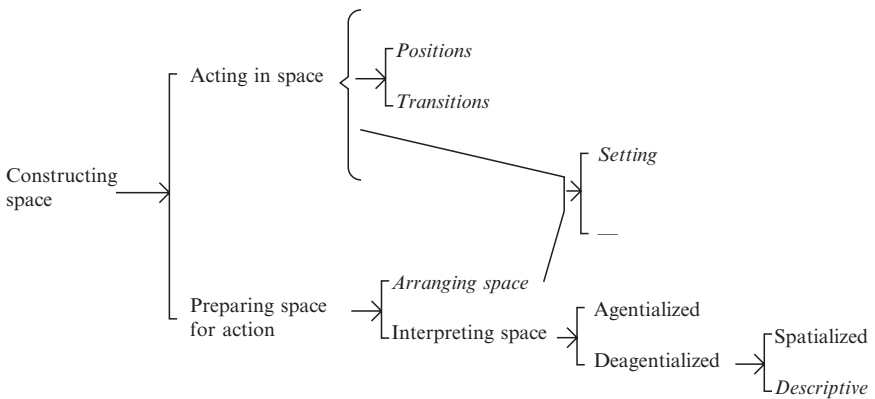 Positions
Acting in space
Transitions
Setting
Constructing
space
—
Arranging space
Preparing space
for action
Agentialized
Interpreting space
Spatialized
Deagentialized
Descriptive